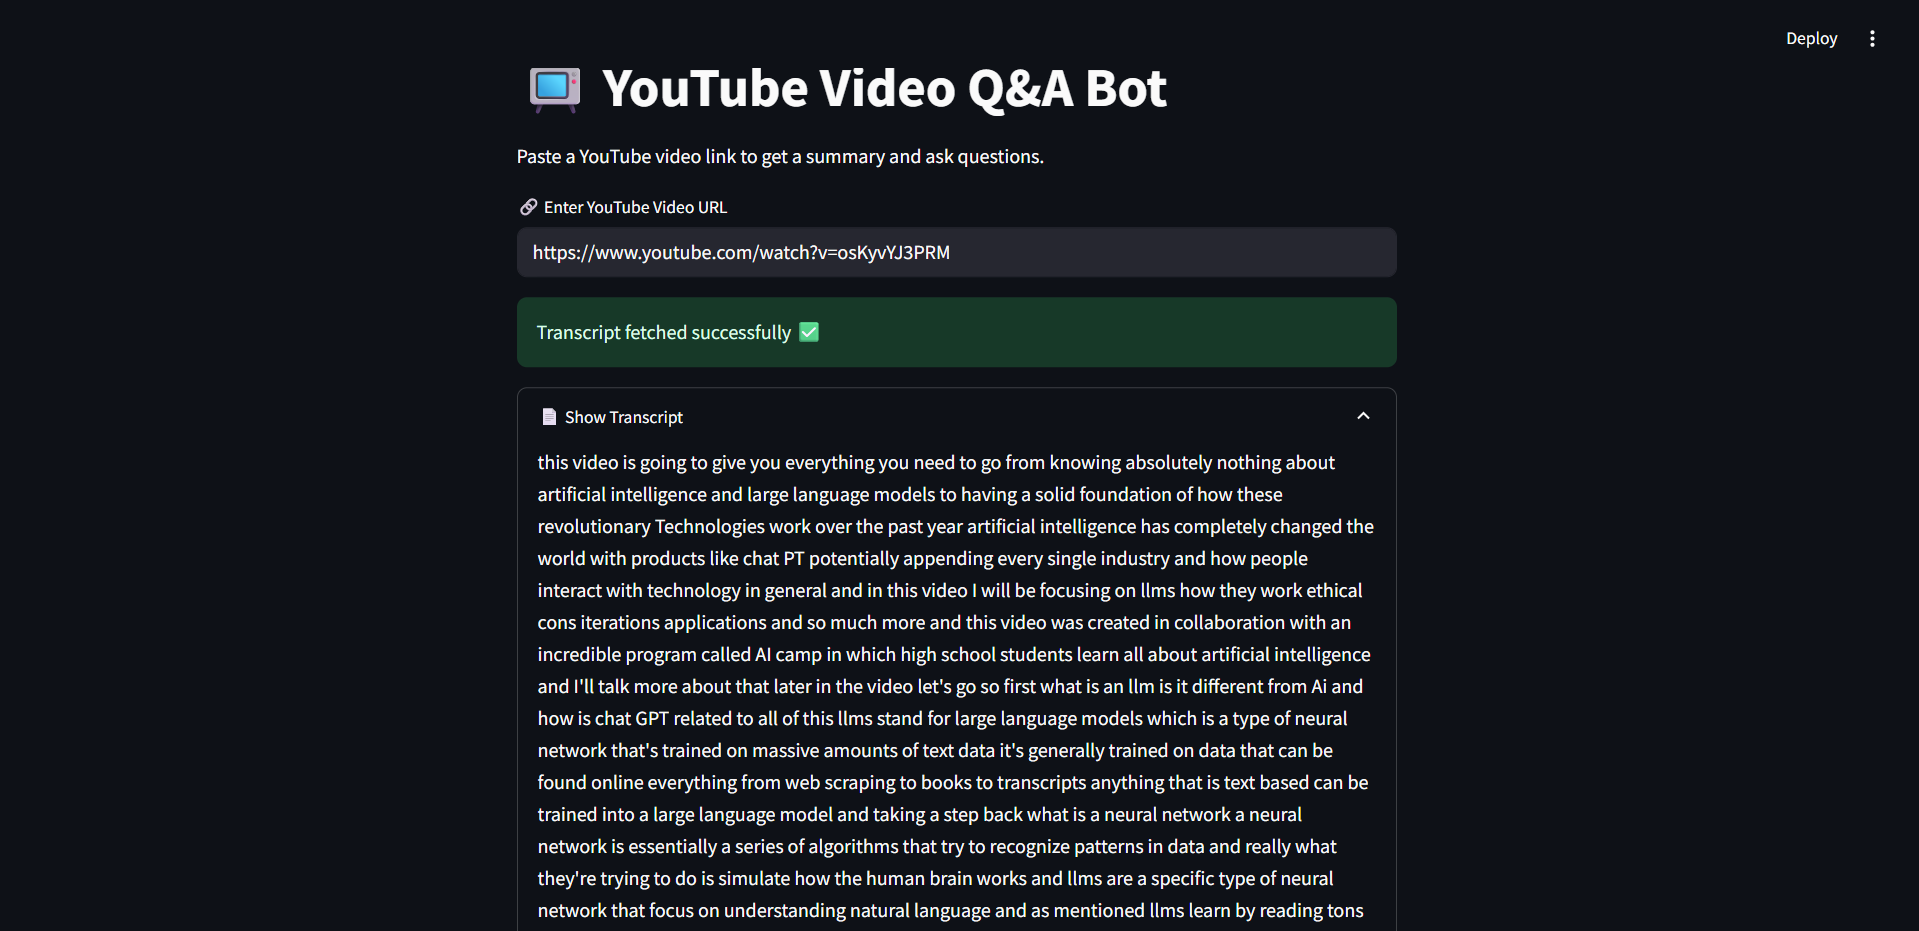 Deploy
YouTube Video Q&A Bot
Paste a YouTube video link to get a summary and ask questions.
Enter YouTube Video URL
https://www.youtube.com/watch?v=osKyvYJ3PRM
Transcript fetched successfully
Show Transcript
this video is going to give you everything you need to go from knowing absolutely nothing about
artificial intelligence and large language models to having a solid foundation of how these
revolutionary Technologies work over the past year artificial intelligence has completely changed the
world with products like chat PT potentially appending every single industry and how people
interact with technology in general and in this video I will be focusing on llms how they work ethical
cons iterations applications and so much more and this video was created in collaboration with an
incredible program called AI camp in which high school students learn all about artificial intelligence
and I'll talk more about that later in the video let's go so first what is an llm is it different from Ai and
how is chat GPT related to all of this llms stand for large language models which is a type of neural
network that's trained on massive amounts of text data it's generally trained on data that can be
found online everything from web scraping to books to transcripts anything that is text based can be
trained into a large language model and taking a step back what is a neural network a neural
network is essentially a series of algorithms that try to recognize patterns in data and really what
they're trying to do is simulate how the human brain works and llms are a specific type of neural
network that focus on understanding natural language and as mentioned llms learn by reading tons